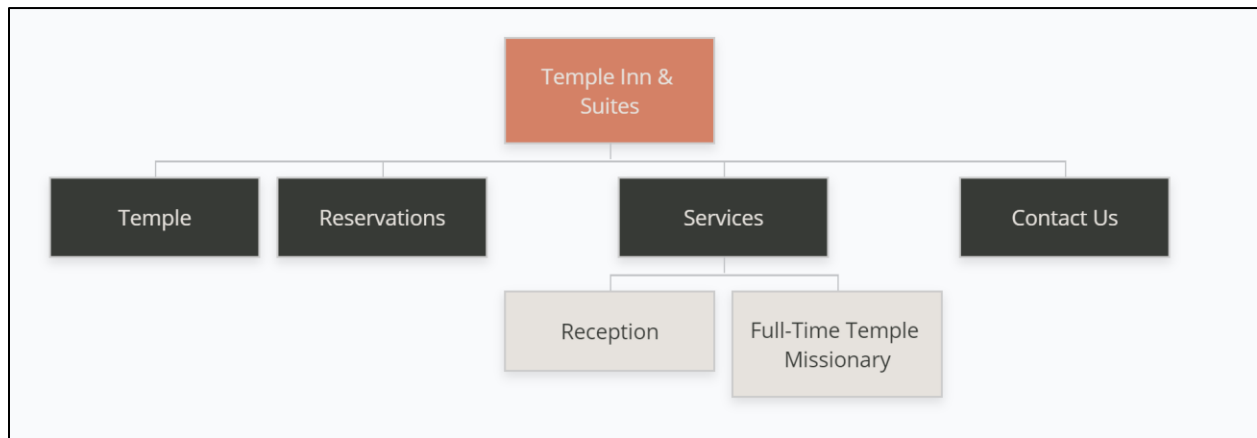 Temple Inn &
Suites
Temple
Reservations
Services
Contact Us
Reception
Full-Time Temple
Missionary